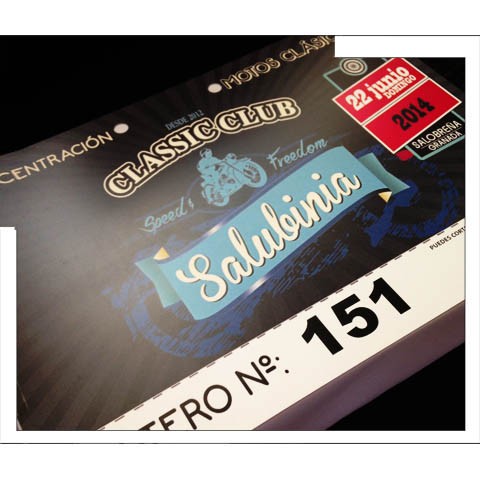 CENTRACIÓN
MOTOS CLÁSIC
DESDE 2012
CLASSIC CLUB
Speed & Freedom
Salubinia
22 junio
DOMINGO
2014
SALOBREÑA
GRANADA
PUEDES CORT
TERO Nº: 151